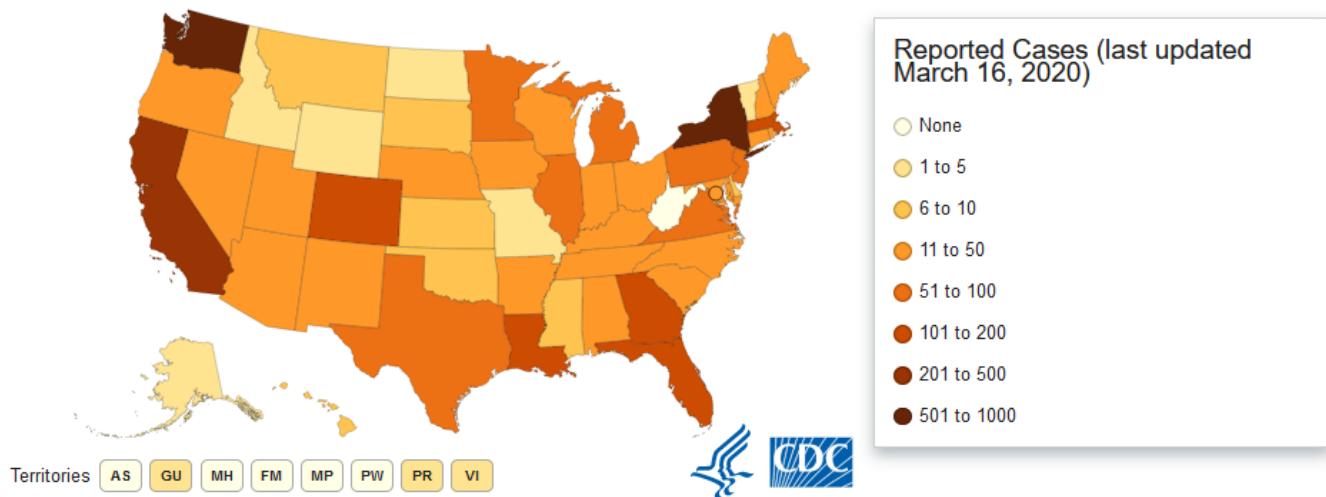 Reported Cases (last updated
March 16, 2020)
None
1 to 5
6 to 10
11 to 50
51 to 100
101 to 200
201 to 500
501 to 1000
CDC
Territories AS GU MH FM MP PW PR VI